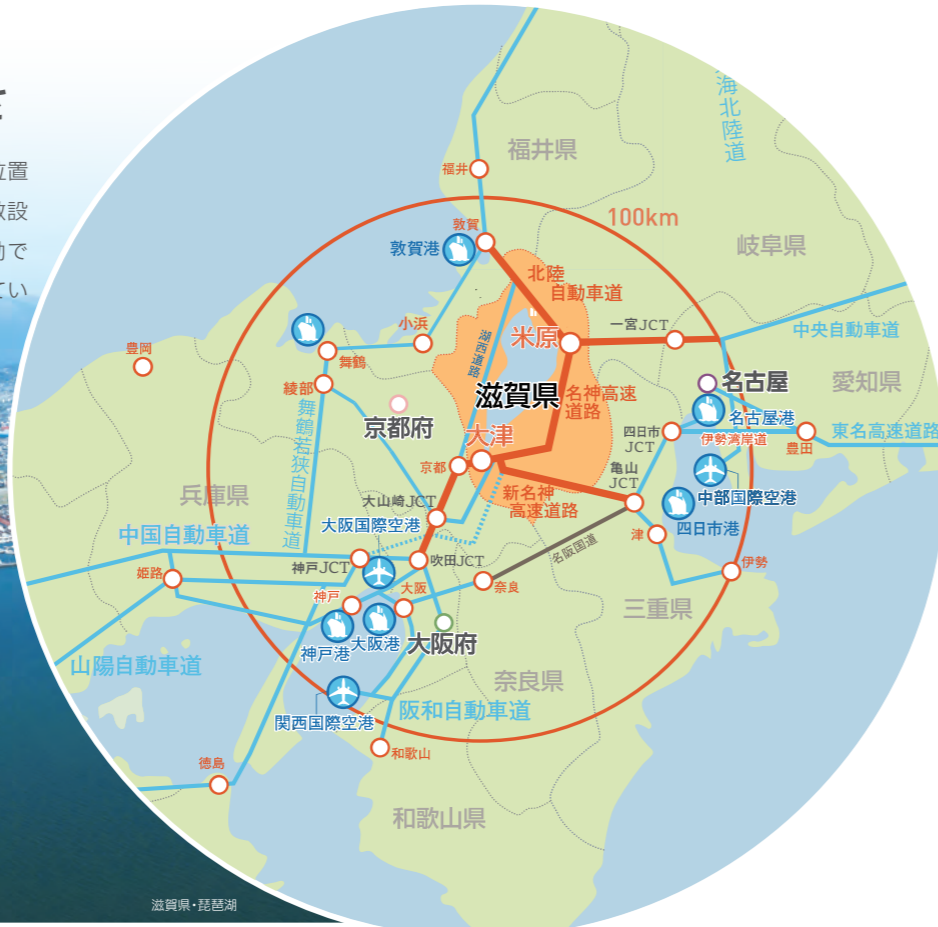 て
位置
放設
動で
てい
海北陸道
福井県
福井
敦賀
100km
敦賀港
岐阜県
北陸
自動車道
小浜
一宮JCT
米原
中央自動車道
豊岡
舞鶴
湖西道路
名古屋
愛知県
綾部
滋賀県
名神高速
道路
名古屋港
京都府
舞鶴若狭自動車道
大津
四日市
JCT
伊勢湾岸道
東名高速道路
豊田
京都
亀山
JCT
中部国際空港
兵庫県
大山崎JCT
新名神
高速道路
四日市港
大阪国際空港
中国自動車道
津
名阪国道
神戸JCT
吹田JCT
伊勢
姫路
奈良
神戸
大阪
三重県
神戸港
大阪港
大阪府
山陽自動車道
奈良県
関西国際空港
阪和自動車道
和歌山
徳島
和歌山県
滋賀県・琵琶湖